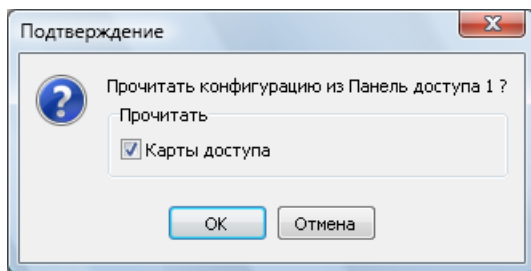 Подтверждение
Прочитать конфигурацию из Панель доступа 1 ?
Прочитать
Карты доступа
OK
Отмена